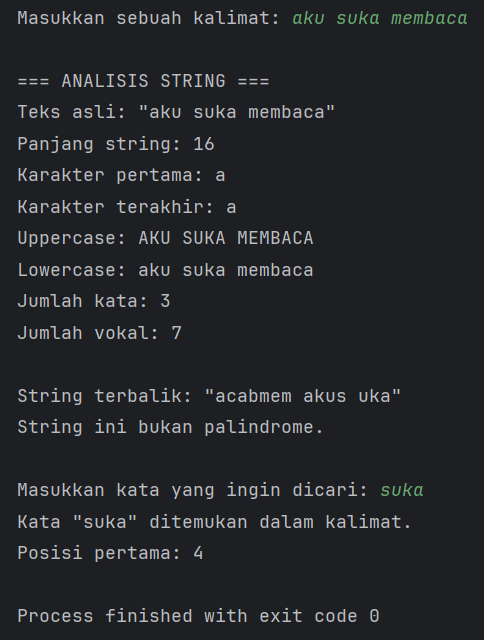 Masukkan sebuah kalimat: aku suka membaca
=== ANALISIS STRING ===
Teks asli: "aku suka membaca"
Panjang string: 16
Karakter pertama: a
Karakter terakhir: a
Uppercase: AKU SUKA MEMBACA
Lowercase: aku suka membaca
Jumlah kata: 3
Jumlah vokal: 7
String terbalik: "acabmem akus uka"
String ini bukan palindrome.
Masukkan kata yang ingin dicari: suka
Kata "suka" ditemukan dalam kalimat.
Posisi pertama: 4
Process finished with exit code 0